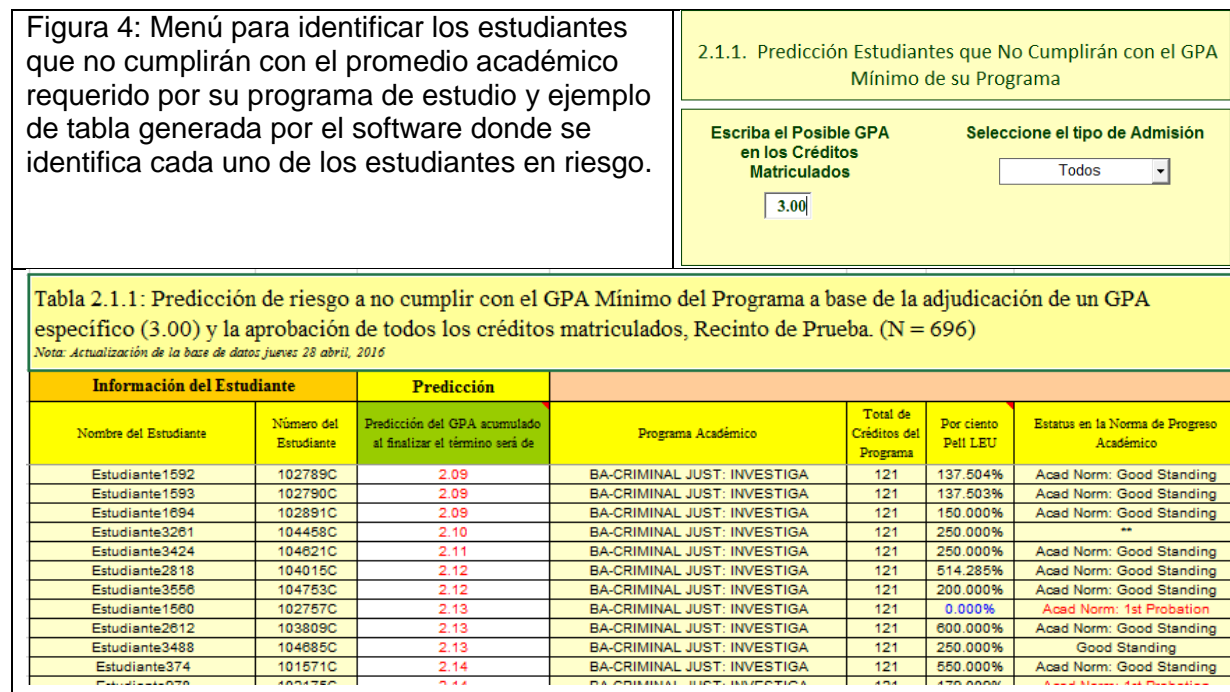 Figura 4: Menú para identificar los estudiantes
que no cumplirán con el promedio académico
requerido por su programa de estudio y ejemplo
de tabla generada por el software donde se
identifica cada uno de los estudiantes en riesgo.
2.1.1. Predicción Estudiantes que No Cumplirán con el GPA
Mínimo de su Programa
Escriba el Posible GPA
en los Créditos
Matriculados
3.00
Seleccione el tipo de Admisión
Todos
Tabla 2.1.1: Predicción de riesgo a no cumplir con el GPA Mínimo del Programa a base de la adjudicación de un GPA
específico (3.00) y la aprobación de todos los créditos matriculados, Recinto de Prueba. (N = 696)
Nota: Actualización de la base de datos jueves 28 abril, 2016
Información del Estudiante Predicción
Nombre del Estudiante
Número del
Estudiante
Predicción del GPA acumulado
al finalizar el término será de
Programa Académico
Total de
Créditos del
Programa
Por ciento
Pell LEU
Estatus en la Norma de Progreso
Académico
Estudiante1592 102789C 2.09 BA-CRIMINAL JUST: INVESTIGA 121 137.504% Acad Norm: Good Standing
Estudiante1593 102790C 2.09 BA-CRIMINAL JUST: INVESTIGA 121 137.503% Acad Norm: Good Standing
Estudiante1694 102891C 2.09 BA-CRIMINAL JUST: INVESTIGA 121 150.000% Acad Norm: Good Standing
Estudiante3261 104458C 2.10 BA-CRIMINAL JUST: INVESTIGA 121 250.000% **
Estudiante3424 104621C 2.11 BA-CRIMINAL JUST: INVESTIGA 121 250.000% Acad Norm: Good Standing
Estudiante2818 104015C 2.12 BA-CRIMINAL JUST: INVESTIGA 121 514.285% Acad Norm: Good Standing
Estudiante3556 104753C 2.12 BA-CRIMINAL JUST: INVESTIGA 121 200.000% Acad Norm: Good Standing
Estudiante1560 102757C 2.13 BA-CRIMINAL JUST: INVESTIGA 121 0.000% Acad Norm: 1st Probation
Estudiante2612 103809C 2.13 BA-CRIMINAL JUST: INVESTIGA 121 600.000% Acad Norm: Good Standing
Estudiante3488 104685C 2.13 BA-CRIMINAL JUST: INVESTIGA 121 250.000% Good Standing
Estudiante374 101571C 2.14 BA-CRIMINAL JUST: INVESTIGA 121 550.000% Acad Norm: Good Standing